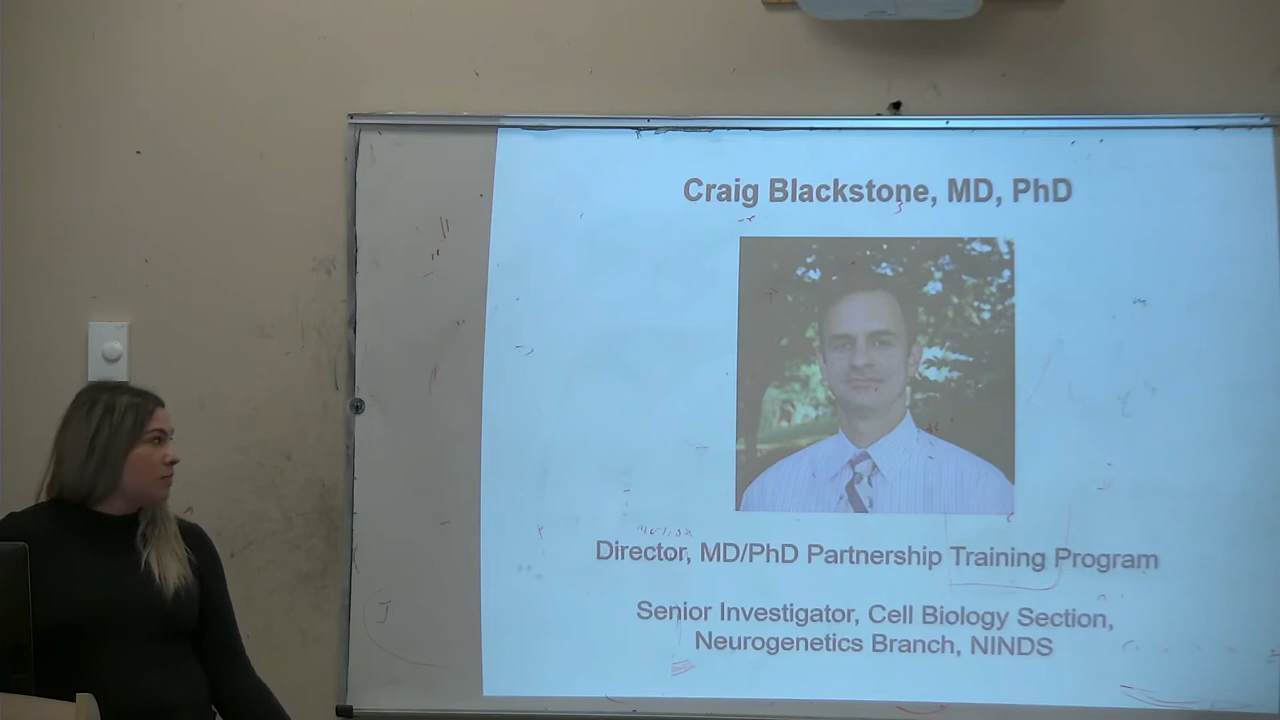 Craig Blackstone, MD, PhD
Director, MD/PhD Partnership Training Program
Senior Investigator, Cell Biology Section,
Neurogenetics Branch, NINDS